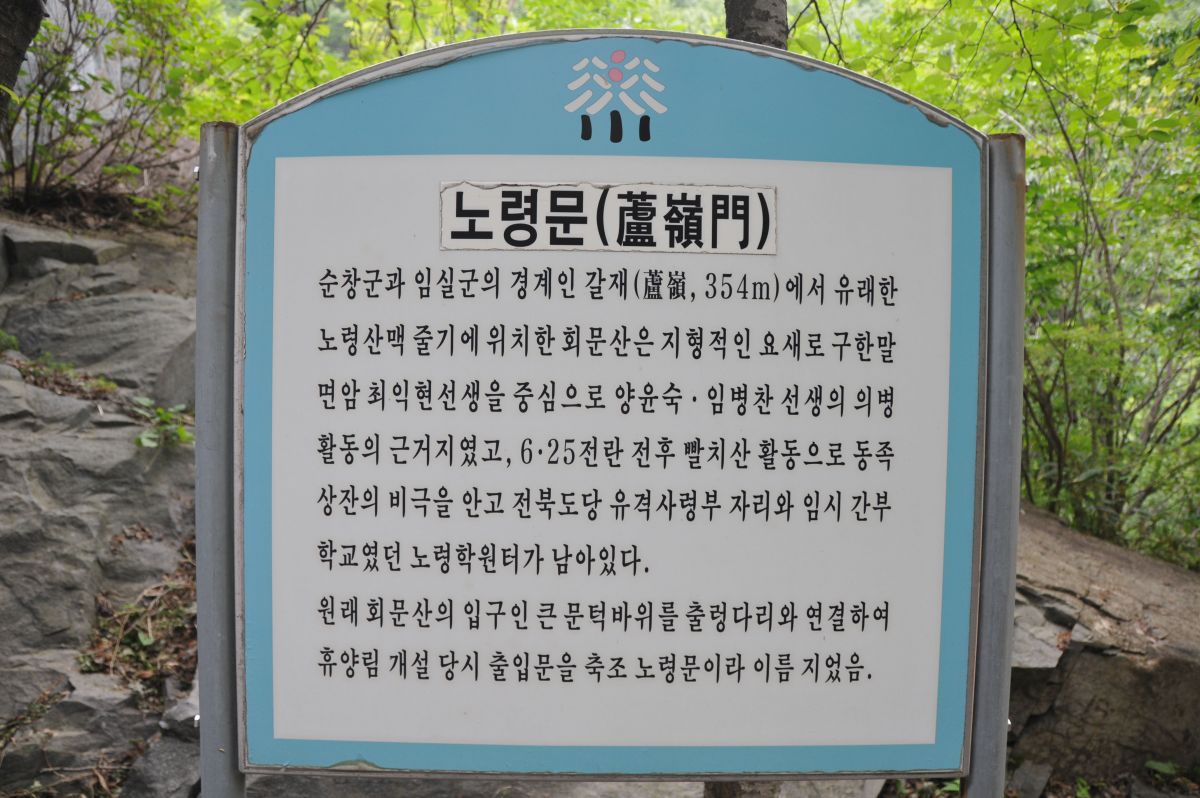 노령문(蘆嶺門)
순창군과 임실군의 경계인 갈재(蘆嶺, 354m)에서 유래한
노령산맥 줄기에 위치한 회문산은 지형적인 요새로 구한말
면암 최익현선생을 중심으로 양윤숙·임병찬 선생의 의병
활동의 근거지였고, 6·25전란 전후 빨치산 활동으로 동족
상잔의 비극을 안고 전북도당 유격사령부 자리와 임시 간부
학교였던 노령학원터가 남아있다.
원래 회문산의 입구인 큰 문턱바위를 출렁다리와 연결하여
휴양림 개설 당시 출입문을 축조 노령문이라 이름 지었음.